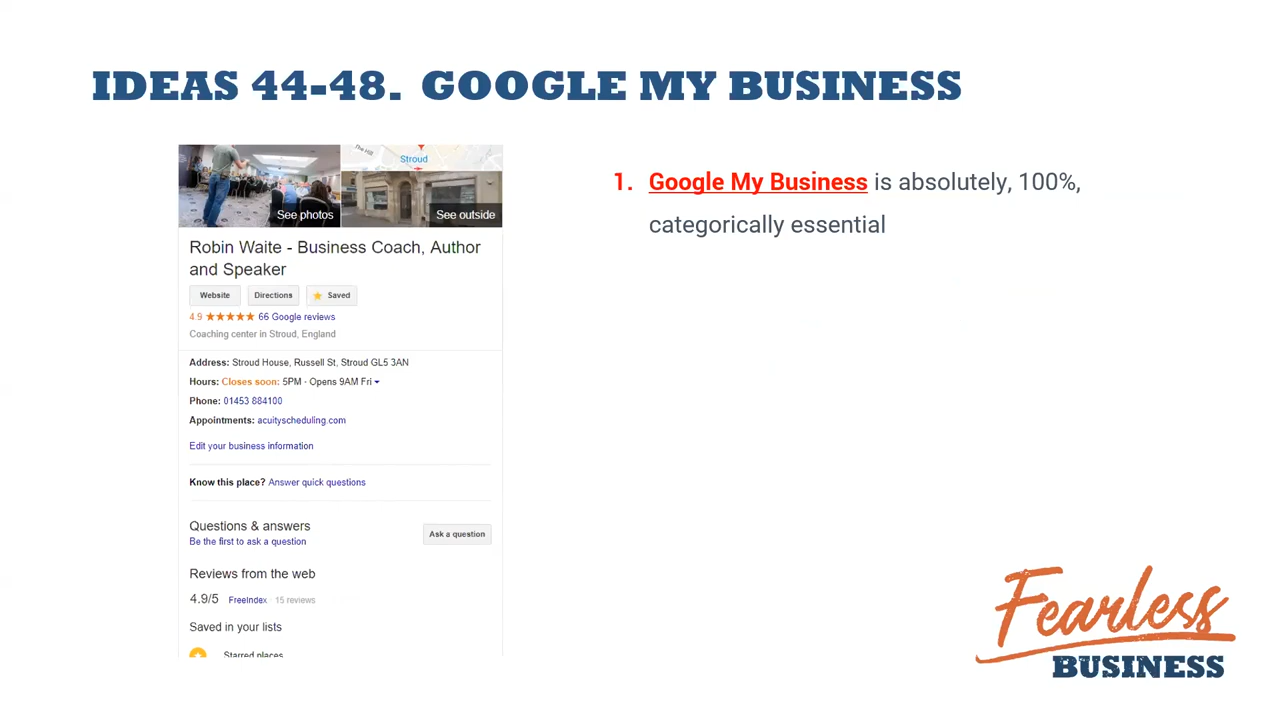 IDEAS 44-48. GOOGLE MY BUSINESS
The Hill
Stroud
See photos
See outside
Robin Waite - Business Coach, Author
and Speaker
Website
Directions
Saved
4.9 ★★★★★ 66 Google reviews
Coaching center in Stroud, England
Address: Stroud House, Russell St, Stroud GL5 3AN
Hours: Closes soon: 5PM · Opens 9AM Fri
Phone: 01453 884100
Appointments: acuityscheduling.com
Edit your business information
Know this place? Answer quick questions
Questions & answers
Be the first to ask a question
Ask a question
Reviews from the web
4.9/5 FreeIndex 15 reviews
Saved in your lists
Starred places
1. Google My Business is absolutely, 100%,
categorically essential
Fearless
BUSINESS